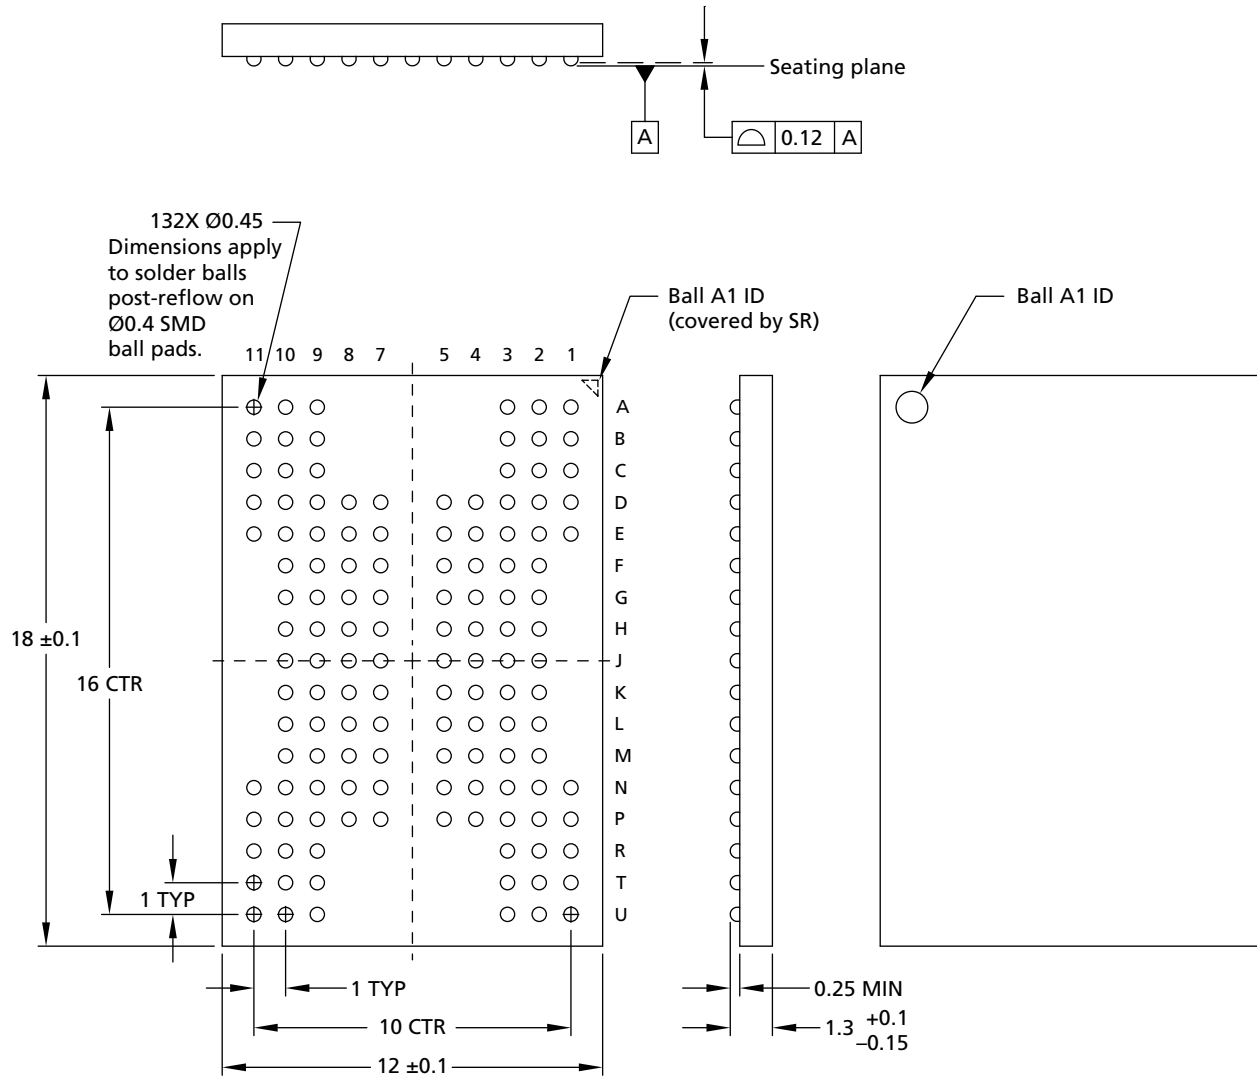 Seating plane
A
0.12 A
132X Ø0.45
Dimensions apply
to solder balls
post-reflow on
Ø0.4 SMD
ball pads.
Ball A1 ID
(covered by SR)
Ball A1 ID
11 10 9 8 7 5 4 3 2 1
A
B
C
D
E
F
G
H
18 ±0.1
J
16 CTR
K
L
M
N
P
R
T
1 TYP
U
1 TYP
0.25 MIN
10 CTR
1.3 +0.1
–0.15
12 ±0.1